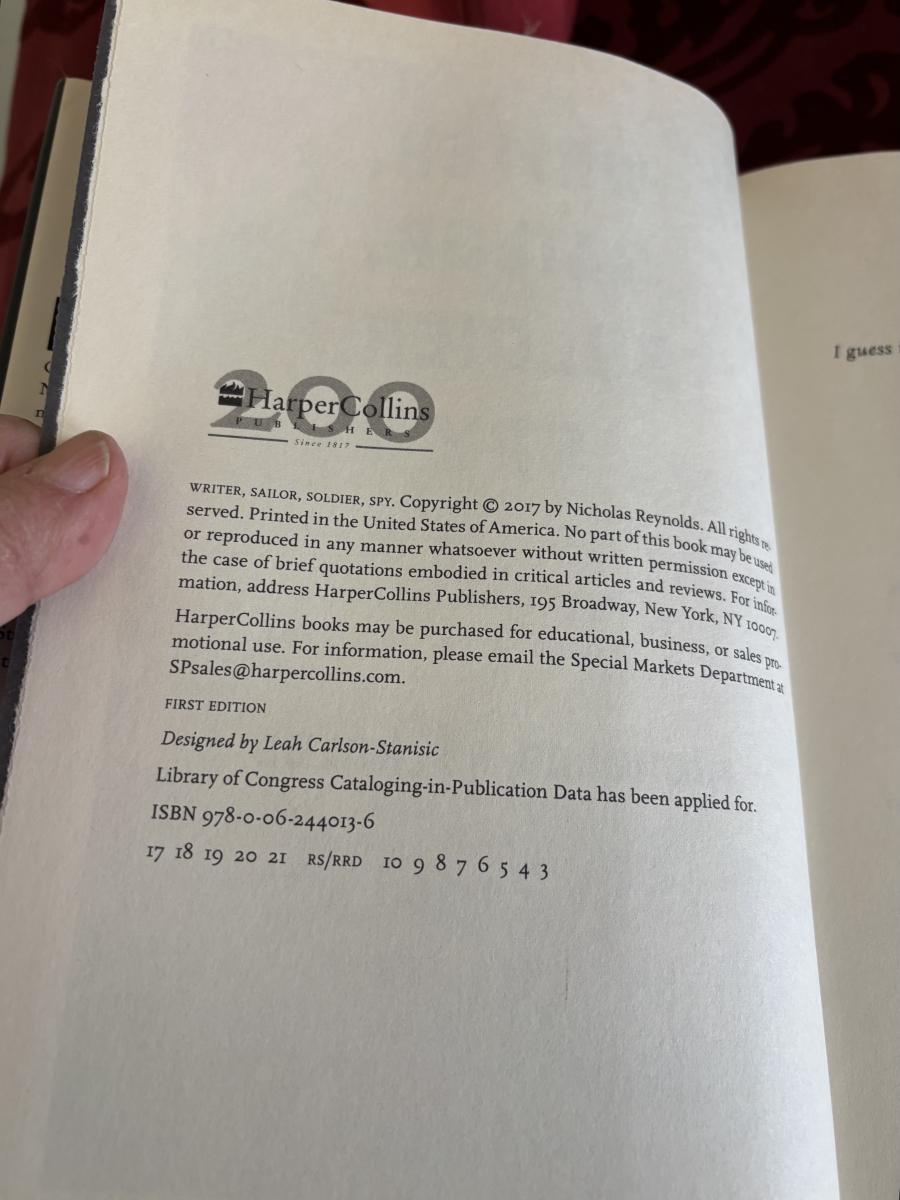 200
HarperCollins
PUBLISHERS
Since 1817
WRITER, SAILOR, SOLDIER, SPY. Copyright © 2017 by Nicholas Reynolds. All rights re-
served. Printed in the United States of America. No part of this book may be used
or reproduced in any manner whatsoever without written permission except in
the case of brief quotations embodied in critical articles and reviews. For infor-
mation, address HarperCollins Publishers, 195 Broadway, New York, NY 10007.
HarperCollins books may be purchased for educational, business, or sales pro-
motional use. For information, please email the Special Markets Department at
SPsales@harpercollins.com.
FIRST EDITION
Designed by Leah Carlson-Stanisic
Library of Congress Cataloging-in-Publication Data has been applied for.
ISBN 978-0-06-244013-6
17 18 19 20 21 RS/RRD 10 9 8 7 6 5 4 3
I guess